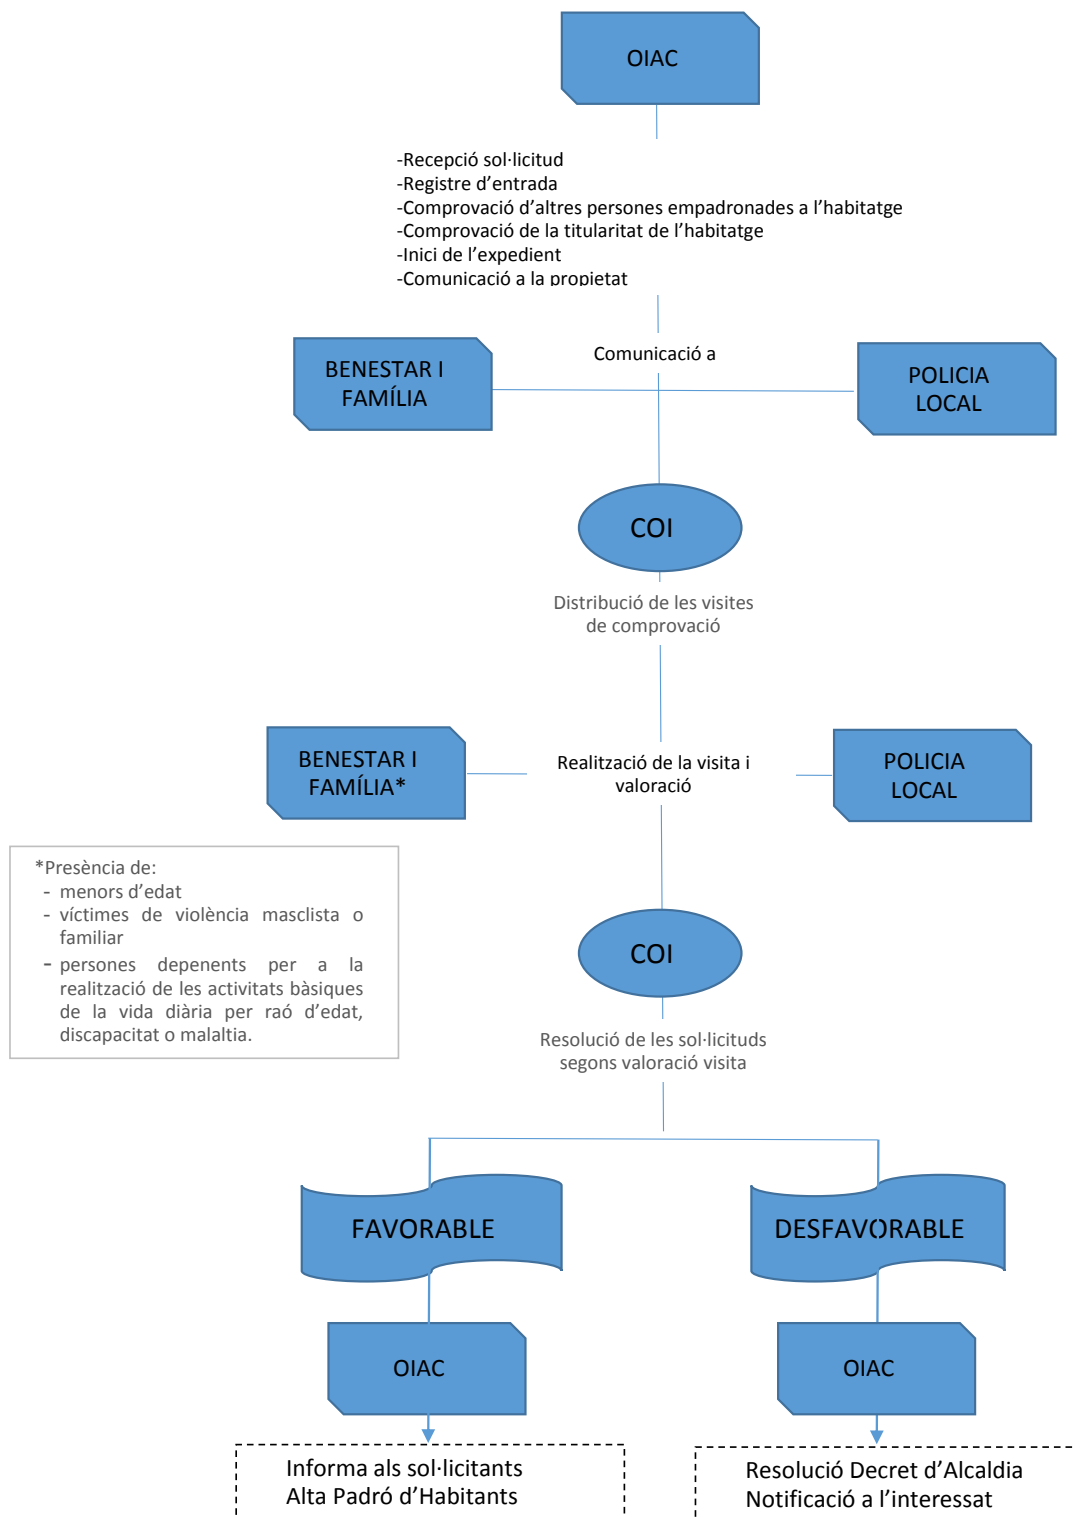 OIAC
-Recepció sol·licitud
-Registre d'entrada
-Comprovació d'altres persones empadronades a l'habitatge
-Comprovació de la titularitat de l'habitatge
-Inici de l'expedient
-Comunicació a la propietat
Comunicació a
BENESTAR I
FAMÍLIA
POLICIA
LOCAL
COI
Distribució de les visites
de comprovació
BENESTAR I
FAMÍLIA*
Realització de la visita i
valoració
POLICIA
LOCAL
*Presència de:
- menors d'edat
- víctimes de violència masclista o
familiar
- persones depenents per a la
realització de les activitats bàsiques
de la vida diària per raó d'edat,
discapacitat o malaltia.
COI
Resolució de les sol·licituds
segons valoració visita
FAVORABLE
DESFAVORABLE
OIAC
OIAC
Informa als sol·licitants
Alta Padró d'Habitants
Resolució Decret d'Alcaldia
Notificació a l'interessat